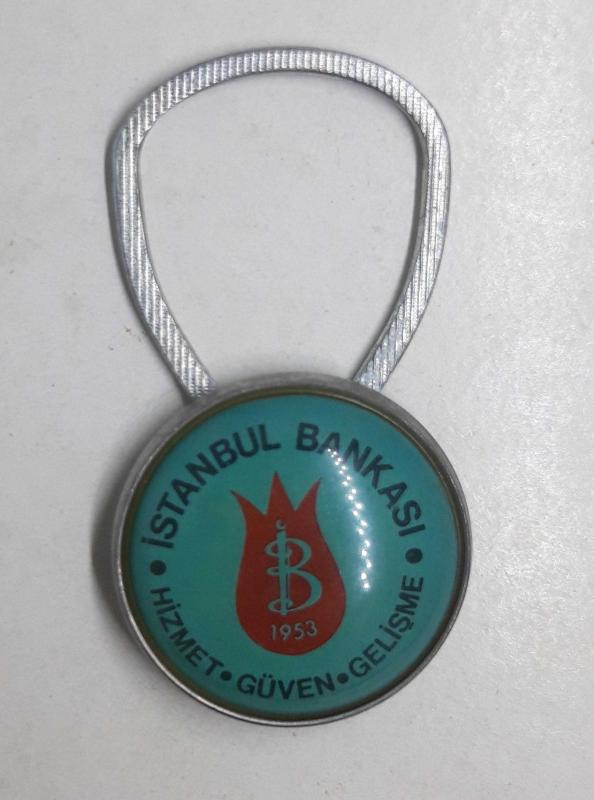 İSTANBUL BANKASI
İB
1953
• HİZMET • GÜVEN • GELİŞME •